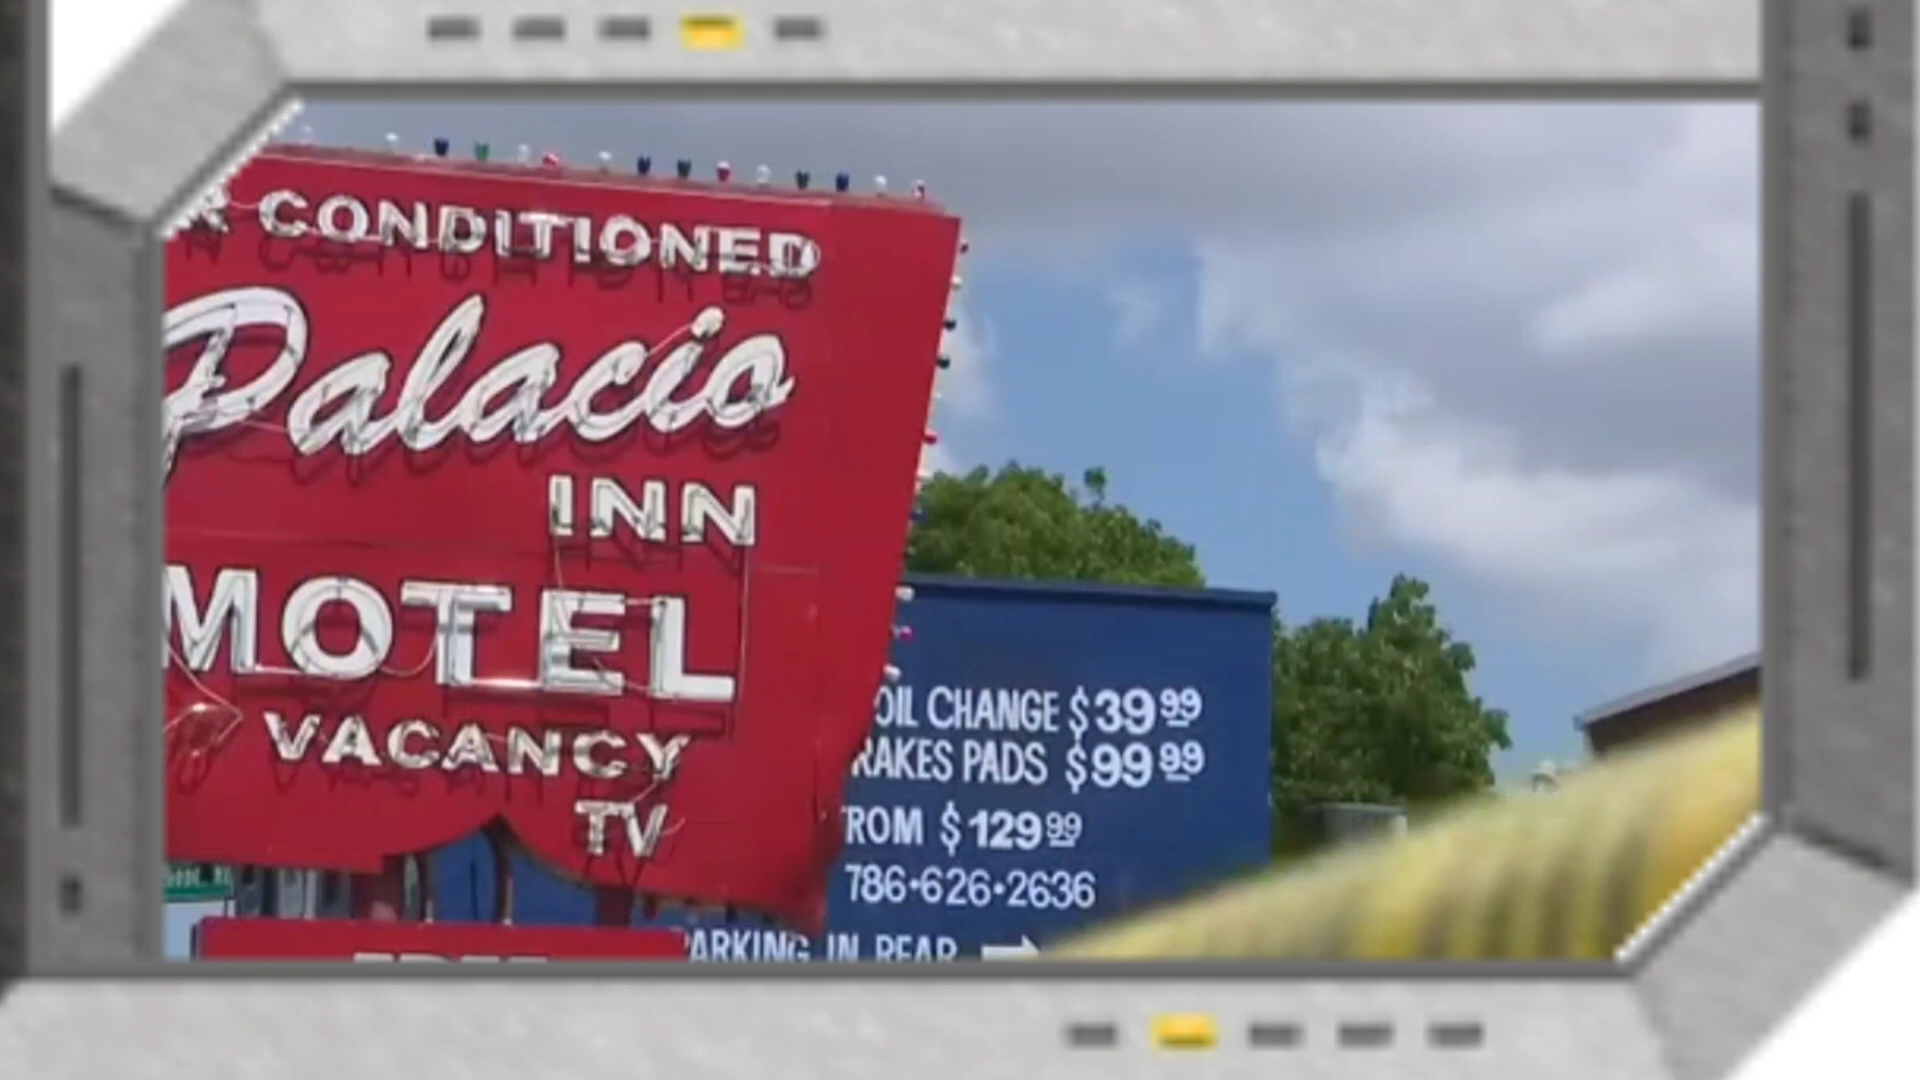 CONDITIONED
Palacio
INN
MOTEL
VACANCY
TV
OIL CHANGE $39.99
RAKES PADS $99.99
ROM $129.99
786•626•2636
PARKING IN REAR